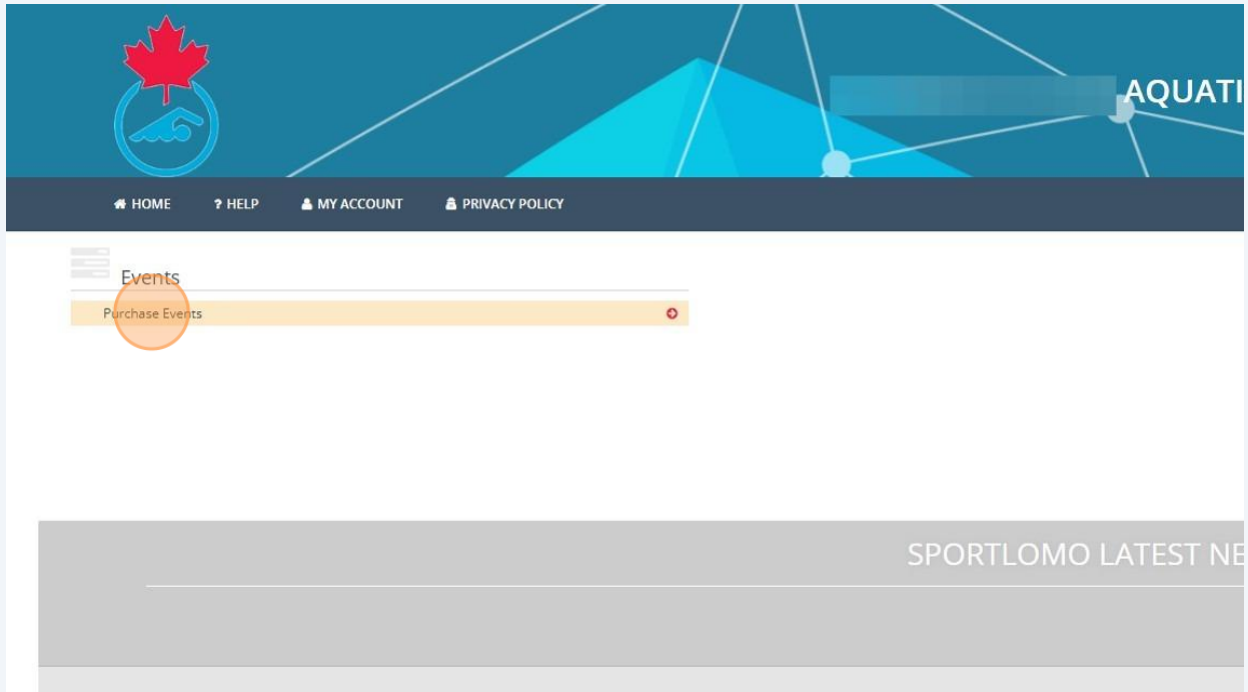 AQUATI
HOME ? HELP MY ACCOUNT PRIVACY POLICY
Events
Purchase Events
SPORTLOMO LATEST NE